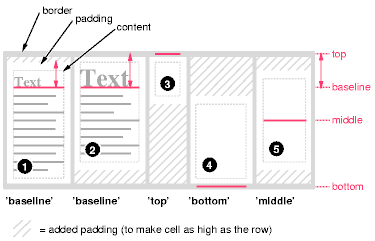 border
padding
content
top
Text Text
3
baseline
middle
1 2 4 5
bottom
'baseline' 'baseline' 'top' 'bottom' 'middle'
= added padding (to make cell as high as the row)